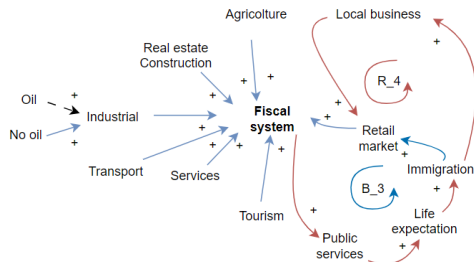 Agriculture
Local business
Real estate
Construction
+
+
+
+
R_4
Oil
+
+
+
Industrial
Fiscal
system
+
No oil
+
+
+
+
Retail
market
+
Transport
Services
Immigration
B_3
Tourism
+
+
Life
expectation
+
Public
services
+